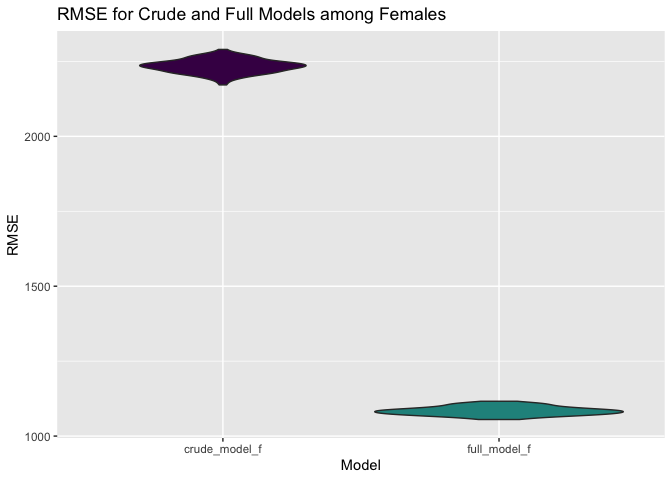 RMSE for Crude and Full Models among Females
2000
1500
1000
RMSE
crude_model_f
full_model_f
Model